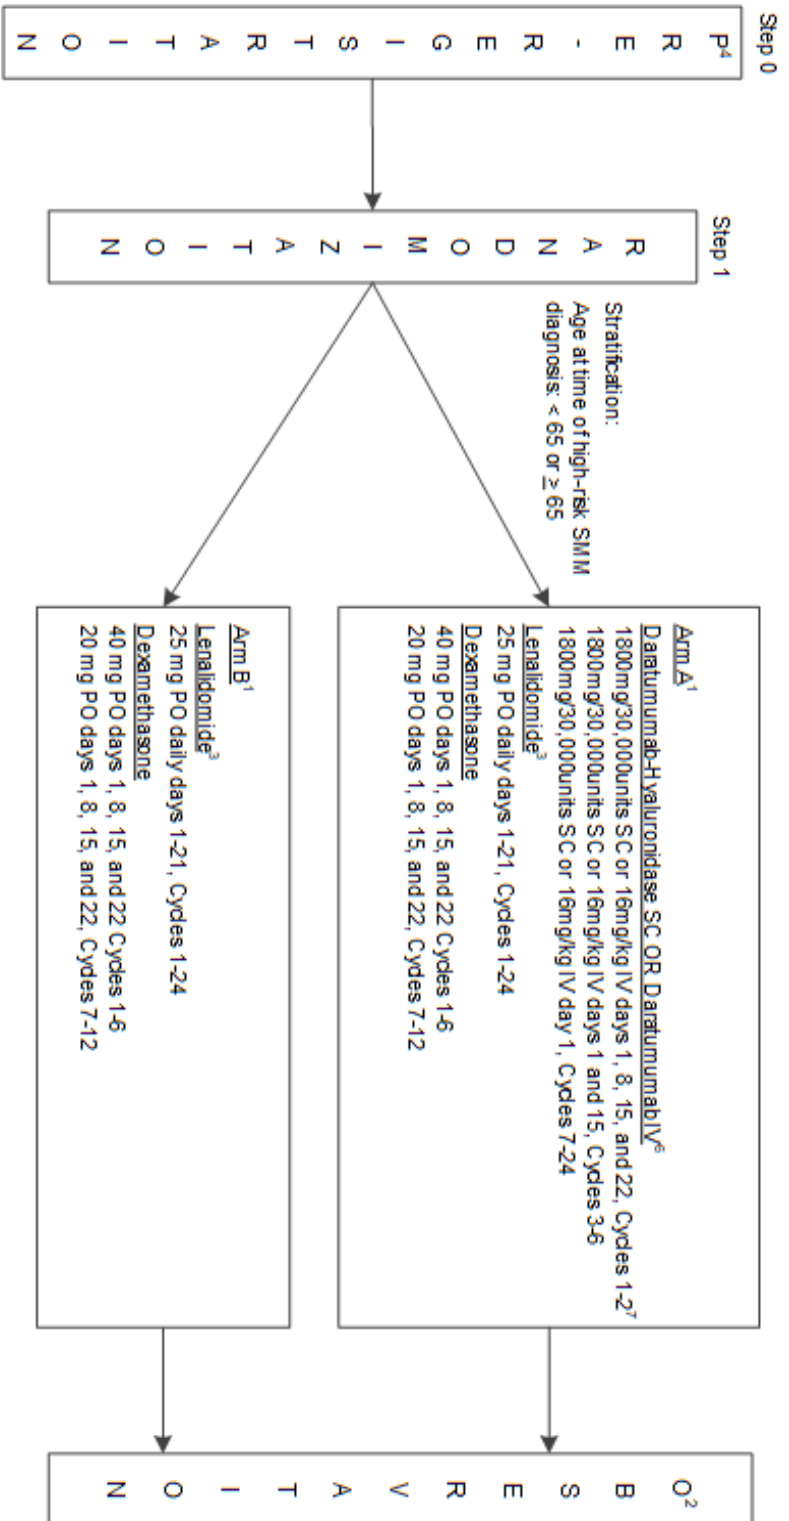 Step 0
P⁴ R E - R E G I S T R A T I O N
Step 1
R A N D O M I Z A T I O N
Stratification:
Age at time of high-risk SMM
diagnosis: < 65 or ≥ 65
Arm A¹
Daratumumab-Hyaluronidase SC OR Daratumumab IV⁶
1800mg/30,000units SC or 16mg/kg IV days 1, 8, 15, and 22, Cycles 1-2⁷
1800mg/30,000units SC or 16mg/kg IV days 1 and 15, Cycles 3-6
1800mg/30,000units SC or 16mg/kg IV day 1, Cycles 7-24
Lenalidomide³
25 mg PO daily days 1-21, Cycles 1-24
Dexamethasone
40 mg PO days 1, 8, 15, and 22 Cycles 1-6
20 mg PO days 1, 8, 15, and 22, Cycles 7-12
Arm B¹
Lenalidomide³
25 mg PO daily days 1-21, Cycles 1-24
Dexamethasone
40 mg PO days 1, 8, 15, and 22 Cycles 1-6
20 mg PO days 1, 8, 15, and 22, Cycles 7-12
O² B S E R V A T I O N